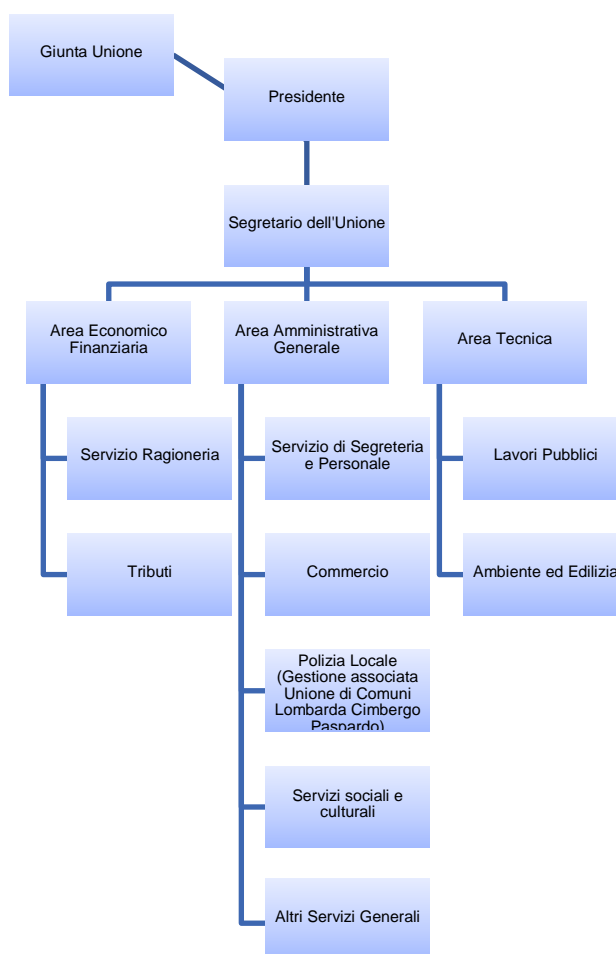 Giunta Unione
Presidente
Segretario dell'Unione
Area Economico
Finanziaria
Area Amministrativa
Generale
Area Tecnica
Servizio Ragioneria
Servizio di Segreteria
e Personale
Lavori Pubblici
Tributi
Commercio
Ambiente ed Edilizia
Polizia Locale
(Gestione associata
Unione di Comuni
Lombarda Cimbergo
Paspardo)
Servizi sociali e
culturali
Altri Servizi Generali